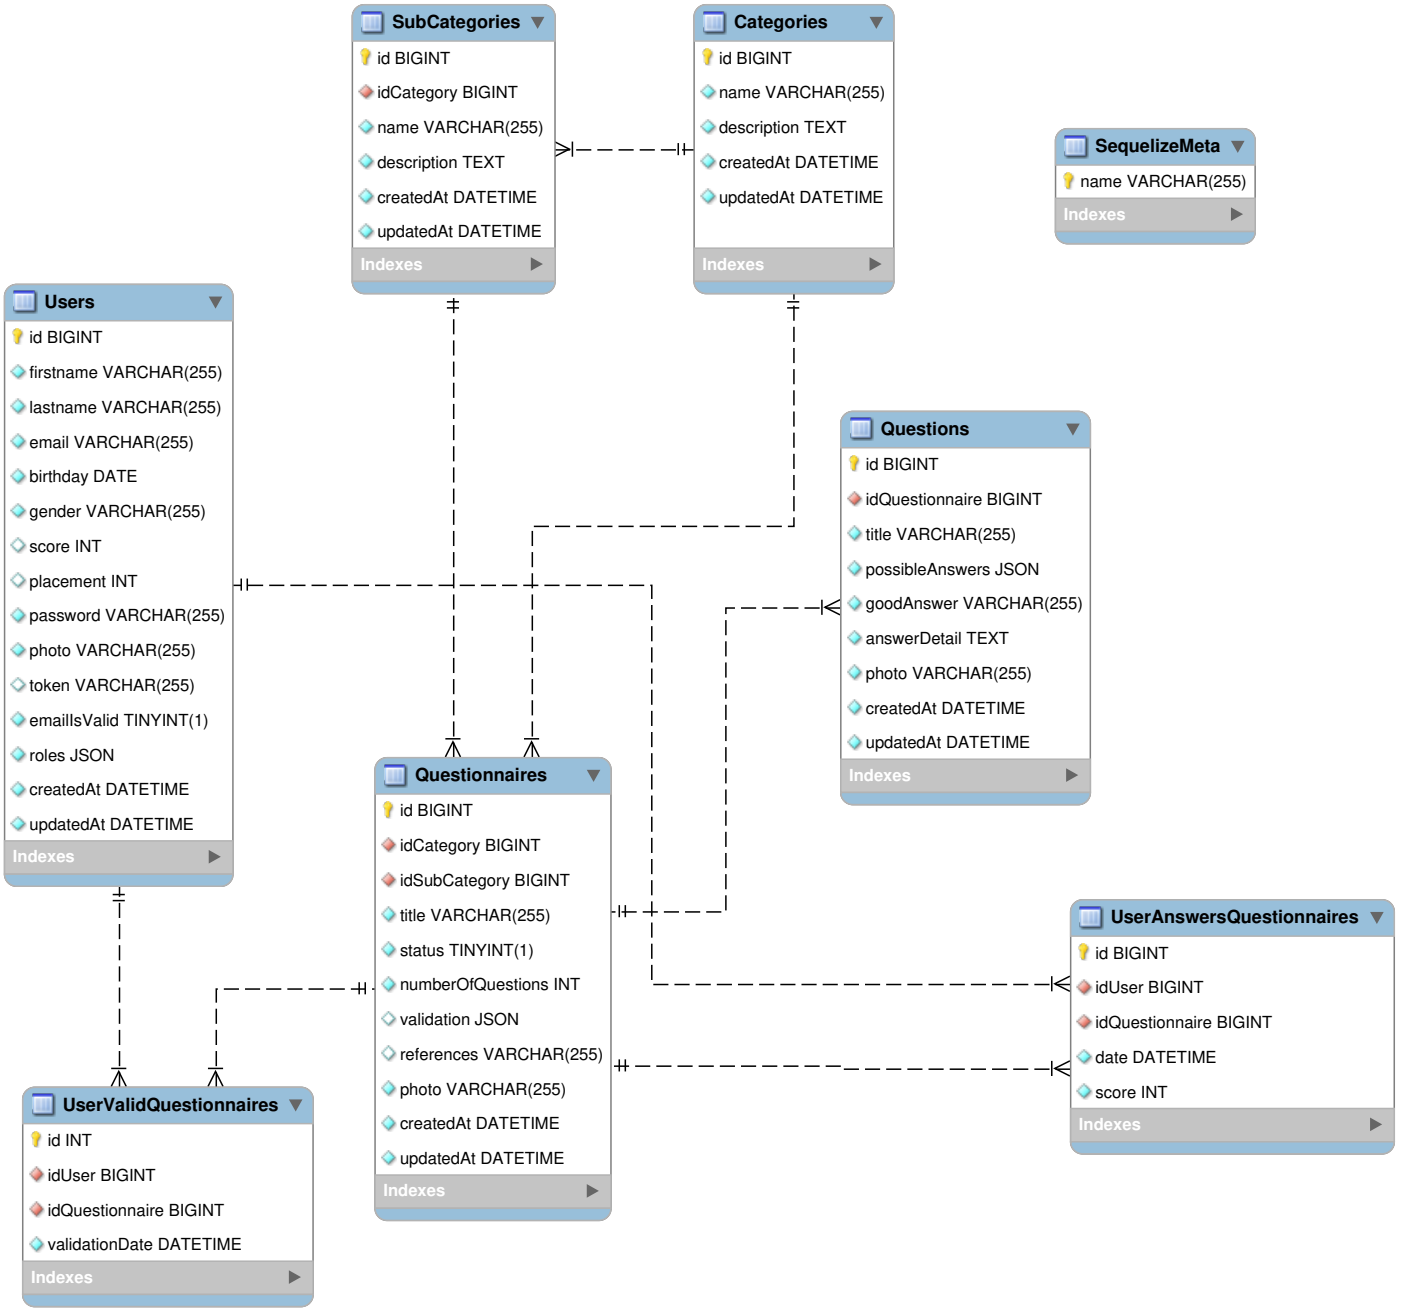 SubCategories
id BIGINT
idCategory BIGINT
name VARCHAR(255)
description TEXT
createdAt DATETIME
updatedAt DATETIME
Indexes
Categories
id BIGINT
name VARCHAR(255)
description TEXT
createdAt DATETIME
updatedAt DATETIME
Indexes
SequelizeMeta
name VARCHAR(255)
Indexes
Users
id BIGINT
firstname VARCHAR(255)
lastname VARCHAR(255)
email VARCHAR(255)
birthday DATE
gender VARCHAR(255)
score INT
placement INT
password VARCHAR(255)
photo VARCHAR(255)
token VARCHAR(255)
emailIsValid TINYINT(1)
roles JSON
createdAt DATETIME
updatedAt DATETIME
Indexes
Questions
id BIGINT
idQuestionnaire BIGINT
title VARCHAR(255)
possibleAnswers JSON
goodAnswer VARCHAR(255)
answerDetail TEXT
photo VARCHAR(255)
createdAt DATETIME
updatedAt DATETIME
Indexes
Questionnaires
id BIGINT
idCategory BIGINT
idSubCategory BIGINT
title VARCHAR(255)
status TINYINT(1)
numberOfQuestions INT
validation JSON
references VARCHAR(255)
photo VARCHAR(255)
createdAt DATETIME
updatedAt DATETIME
Indexes
UserAnswersQuestionnaires
id BIGINT
idUser BIGINT
idQuestionnaire BIGINT
date DATETIME
score INT
Indexes
UserValidQuestionnaires
id INT
idUser BIGINT
idQuestionnaire BIGINT
validationDate DATETIME
Indexes